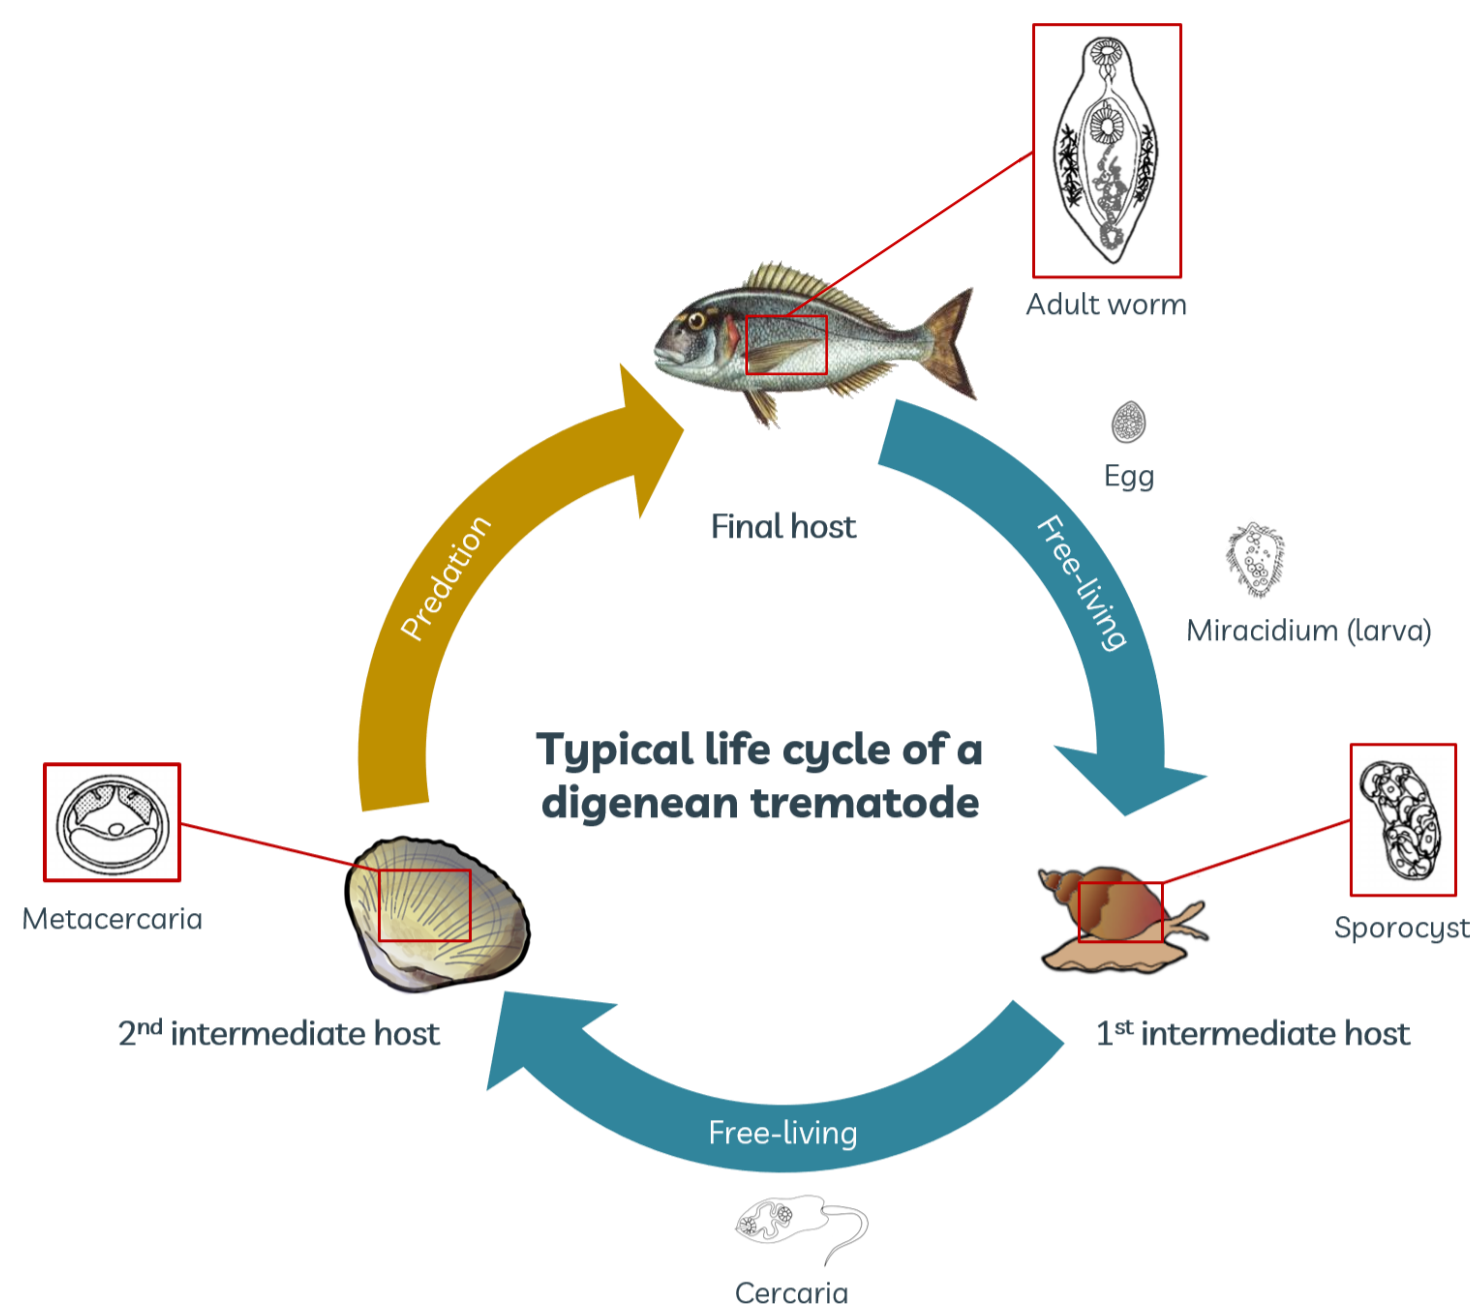 Adult worm
Egg
Final host
Free-living
Predation
Miracidium (larva)
Typical life cycle of a
digenean trematode
Metacercaria
Sporocyst
2nd intermediate host
1st intermediate host
Free-living
Cercaria